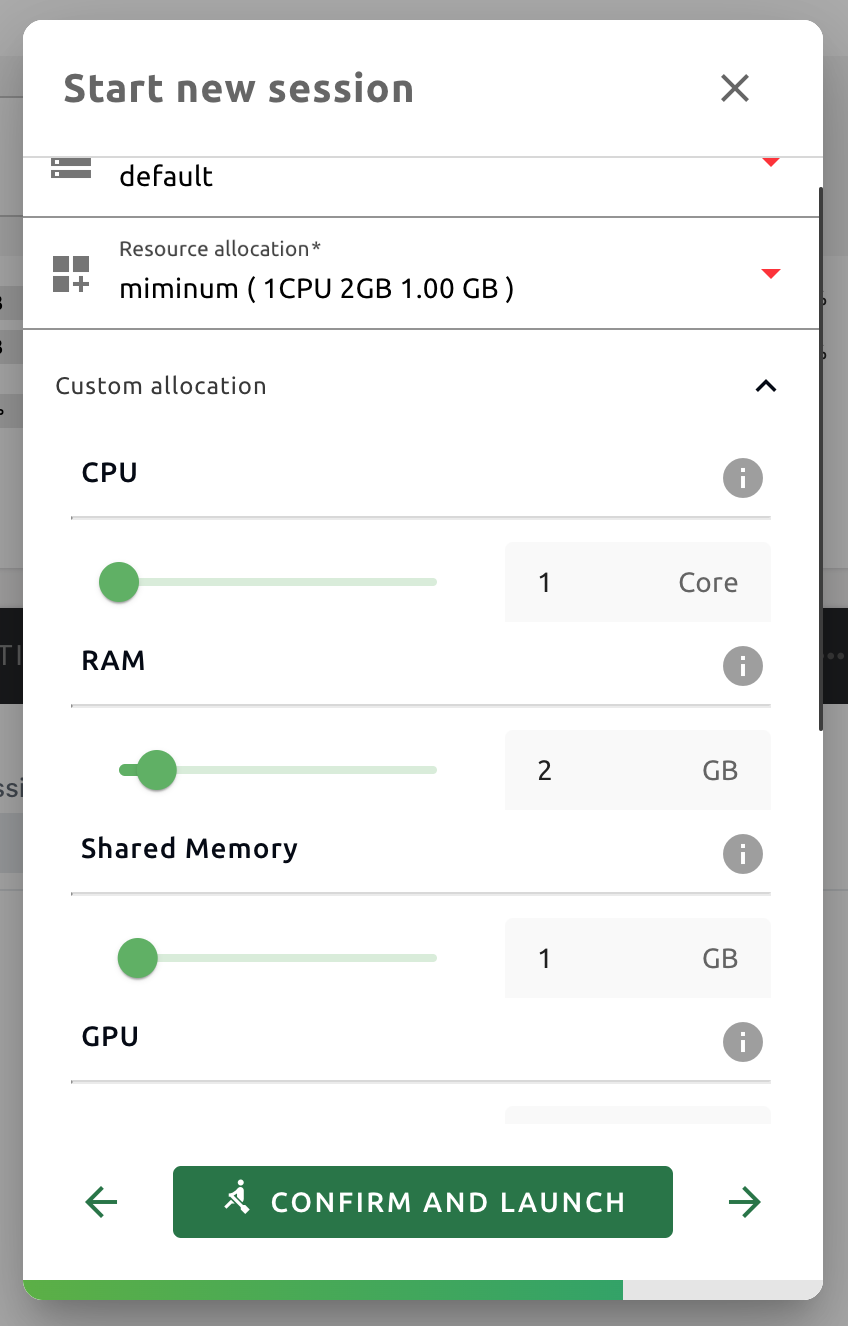 Start new session
default
Resource allocation*
miminum ( 1CPU 2GB 1.00 GB )
Custom allocation
CPU
1 Core
RAM
2 GB
Shared Memory
1 GB
GPU
CONFIRM AND LAUNCH